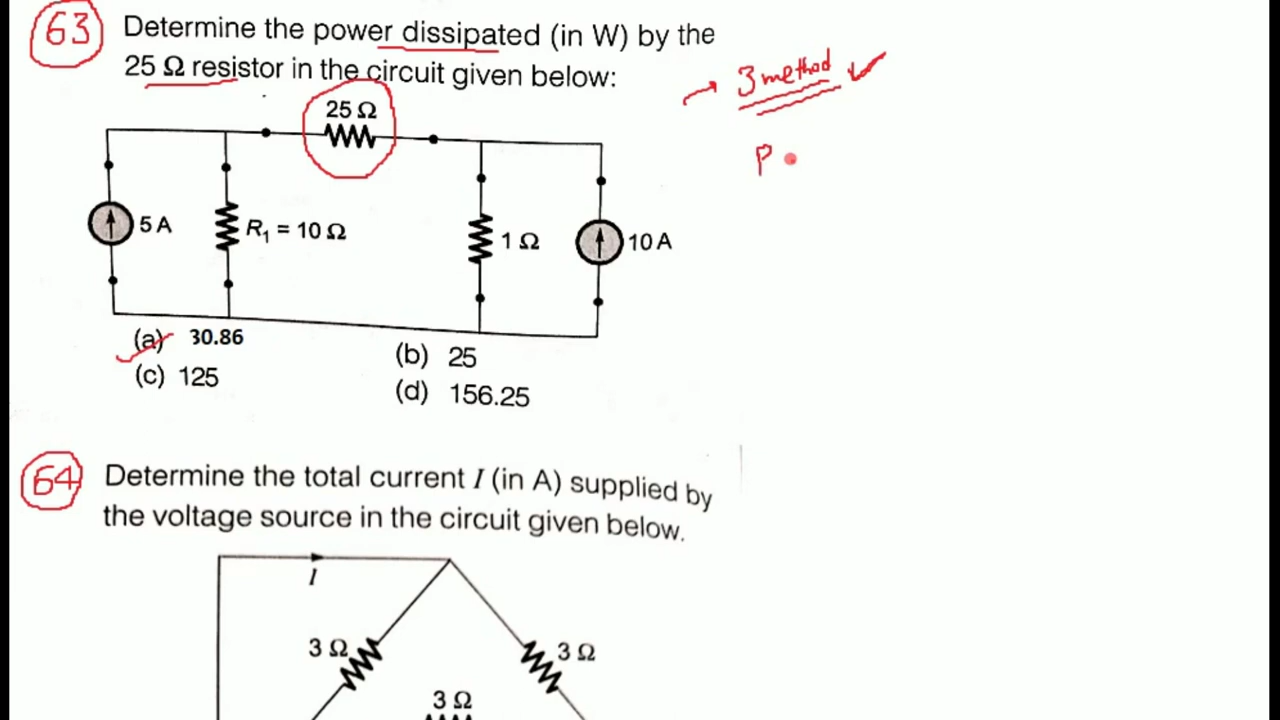 63 Determine the power dissipated (in W) by the
25 Ω resistor in the circuit given below:
→ 3 method
P
25 Ω
5 A
R₁ = 10 Ω
1 Ω
10 A
(a) 30.86
(b) 25
(c) 125
(d) 156.25
64 Determine the total current I (in A) supplied by
the voltage source in the circuit given below.
I
3 Ω
3 Ω
3 Ω